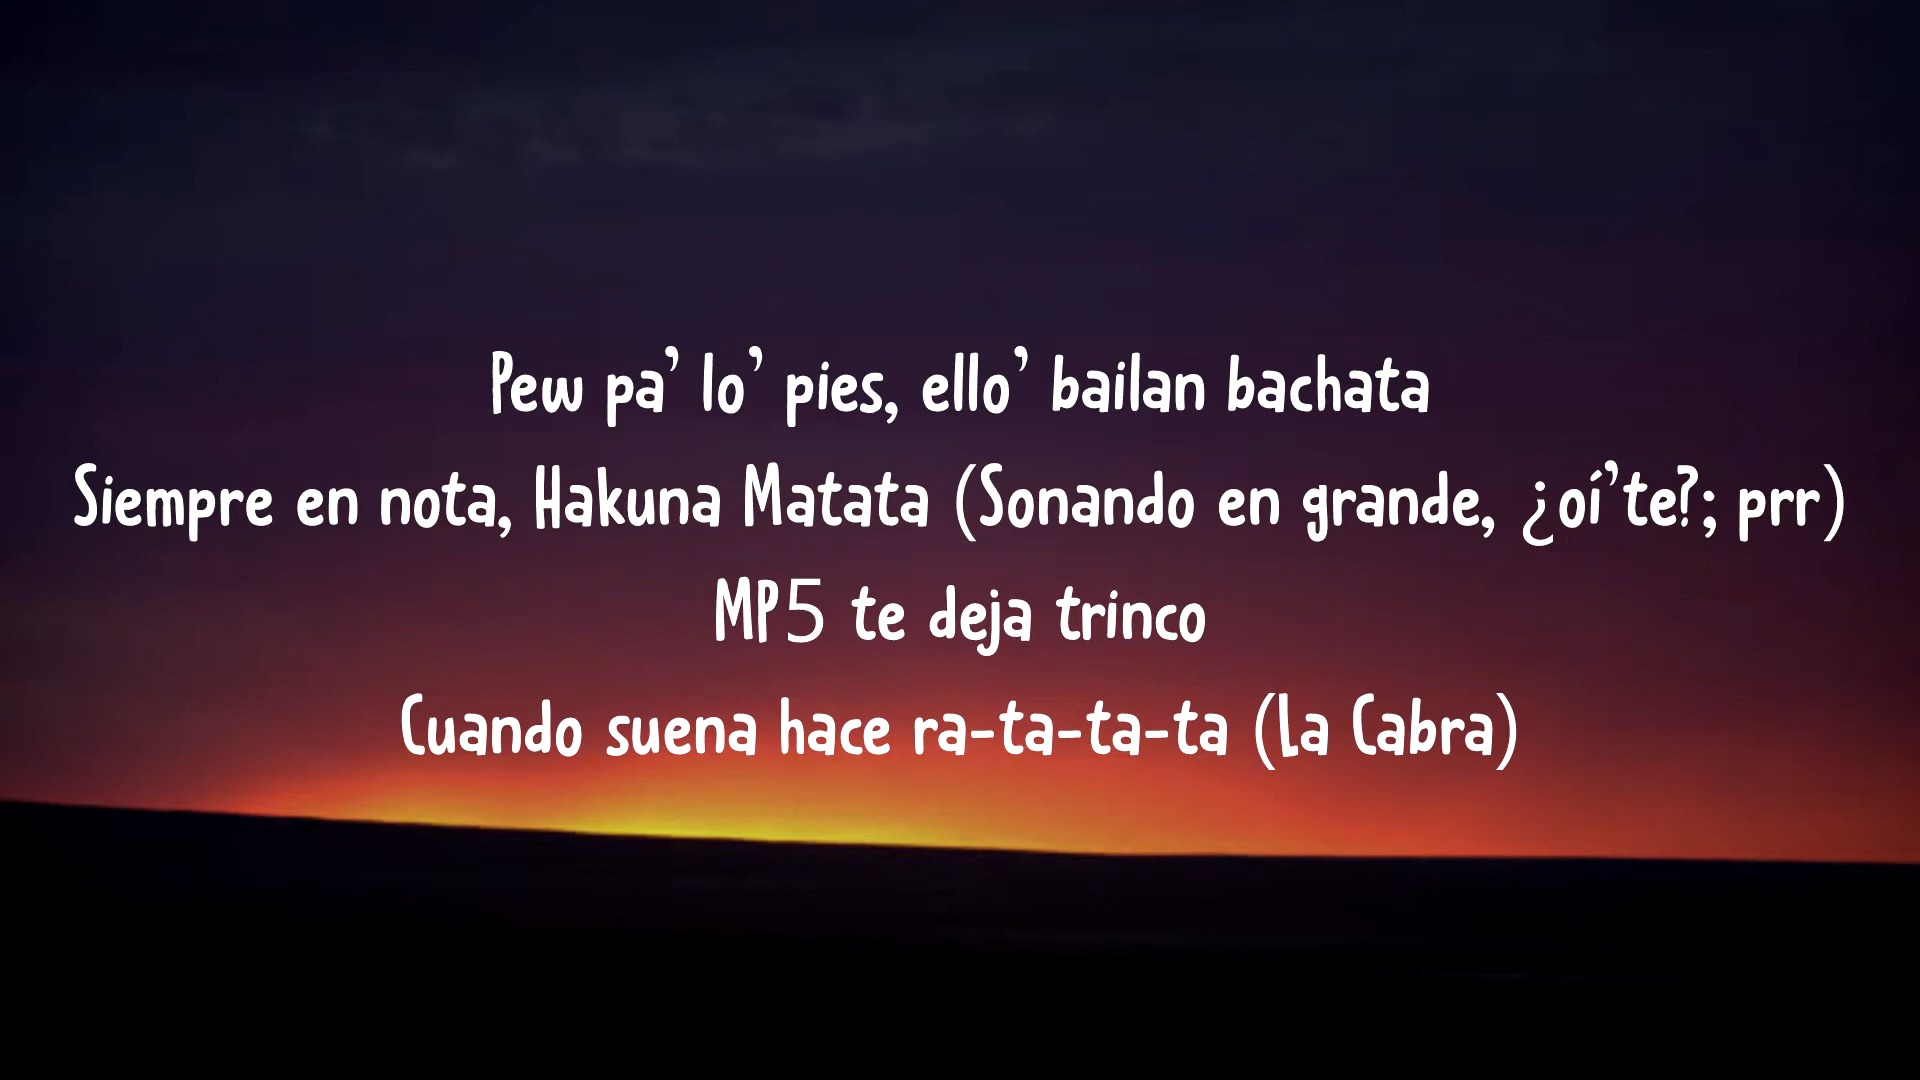 Pew pa’ lo’ pies, ello’ bailan bachata
Siempre en nota, Hakuna Matata (Sonando en grande, ¿oí’te?; prr)
MP5 te deja trinco
Cuando suena hace ra-ta-ta-ta (La Cabra)